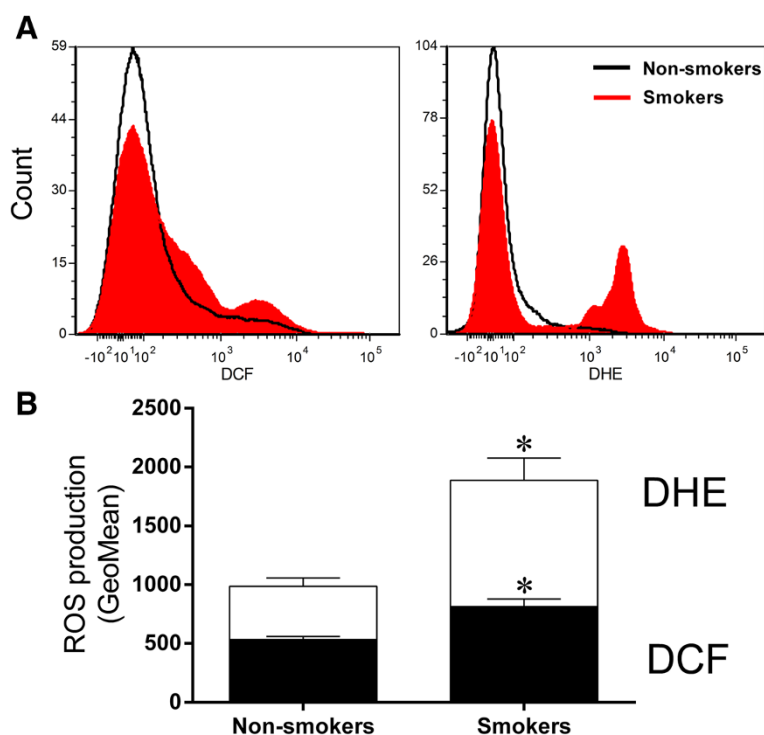 A
59
44
30
15
0
Count
-10² 10¹ 10² 10³ 10⁴ 10⁵
DCF
104
78
52
26
0
Non-smokers
Smokers
-10² 10¹ 10² 10³ 10⁴ 10⁵
DHE
B
2500
2000
1500
1000
500
0
ROS production
(GeoMean)
*
*
DHE
DCF
Non-smokers
Smokers